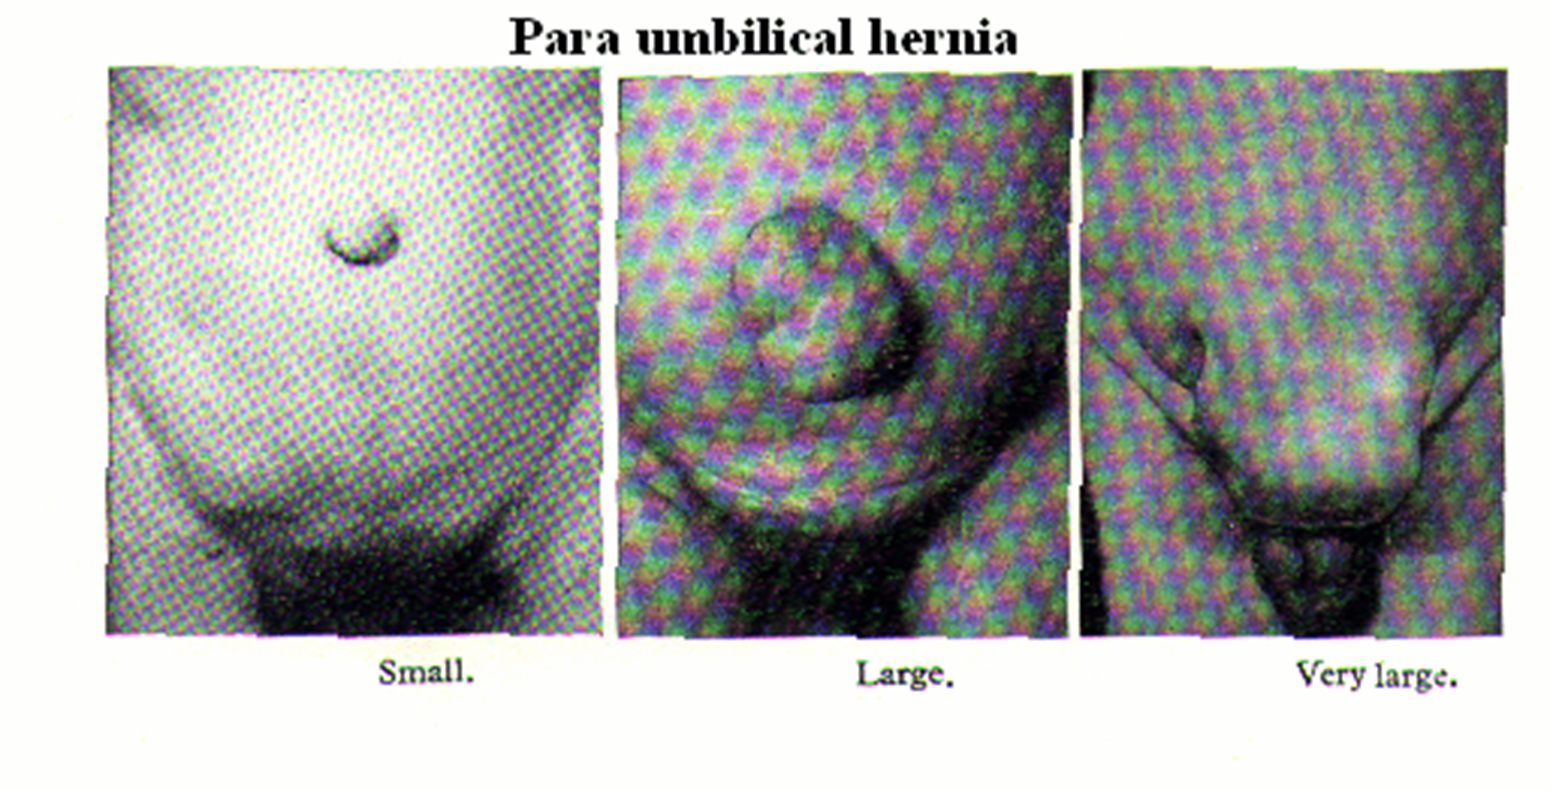 Para umbilical hernia
Small.
Large.
Very large.